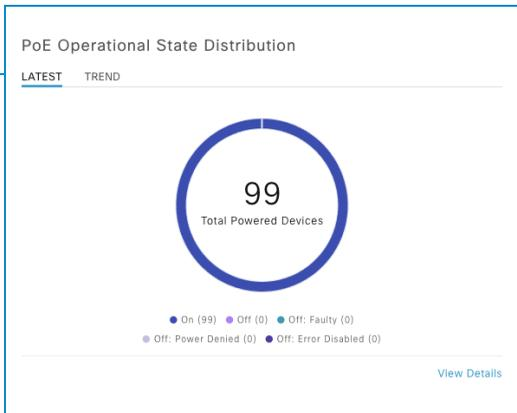 PoE Operational State Distribution
LATEST TREND
99
Total Powered Devices
On (99) Off (0) Off: Faulty (0)
Off: Power Denied (0) Off: Error Disabled (0)
View Details